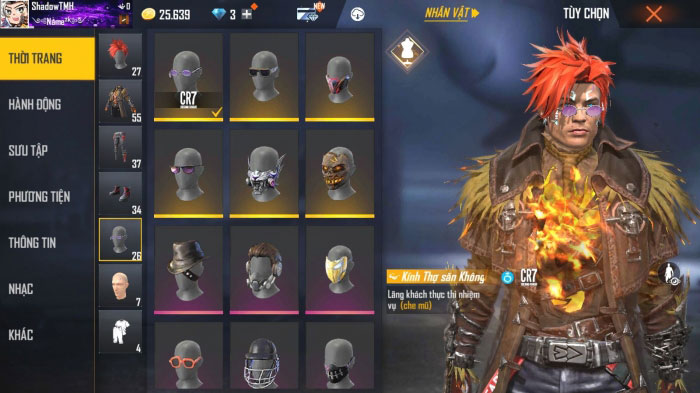 ShadowTMH
0
25.639
3
NEW
NHÂN VẬT
TÙY CHỌN
THỜI TRANG
HÀNH ĐỘNG
SƯU TẬP
PHƯƠNG TIỆN
THÔNG TIN
NHẠC
KHÁC
27
55
37
34
26
7
4
CR7
Kính Thợ săn Không
CR7
Lãng khách thực thi nhiệm
vụ (che mũ)